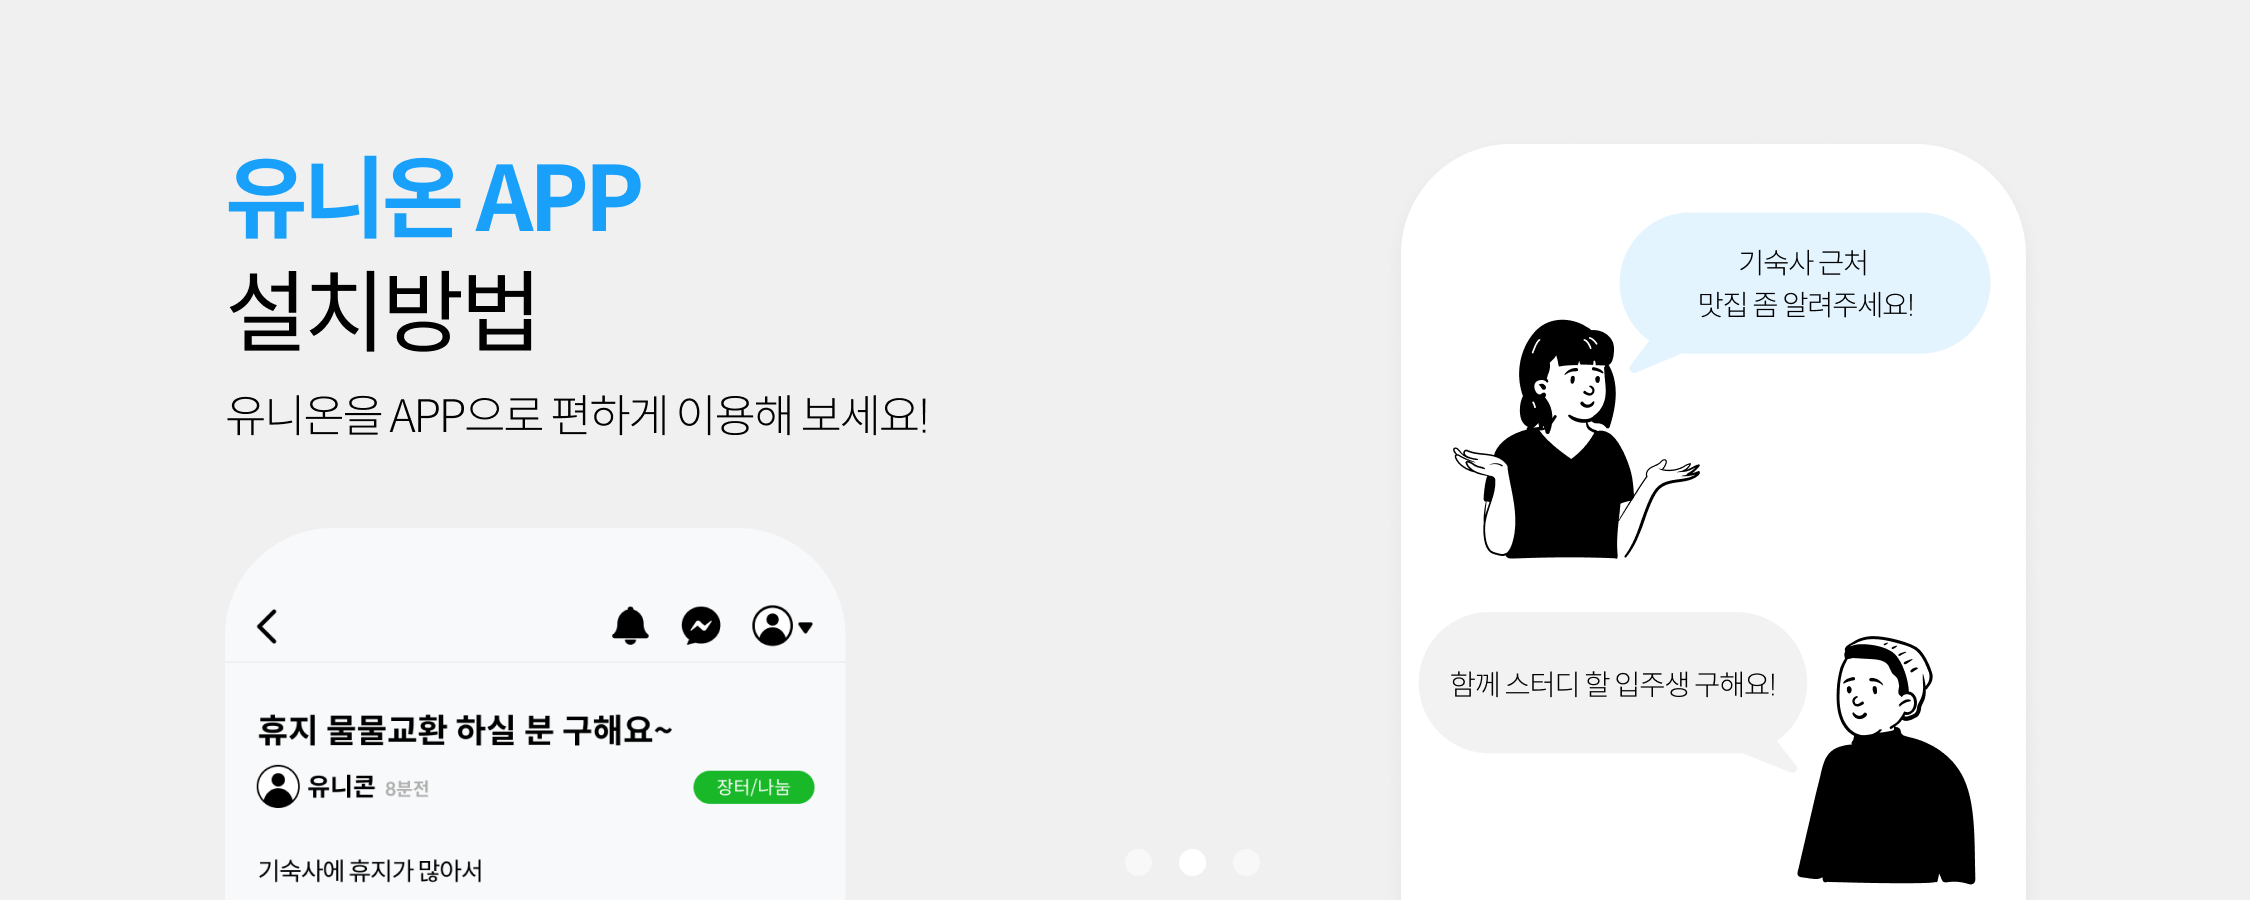 유니온 APP
설치방법
유니온을 APP으로 편하게 이용해 보세요!
휴지 물물교환 하실 분 구해요~
유니콘 8분전
장터/나눔
기숙사에 휴지가 많아서
기숙사 근처
맛집 좀 알려주세요!
함께 스터디 할 입주생 구해요!